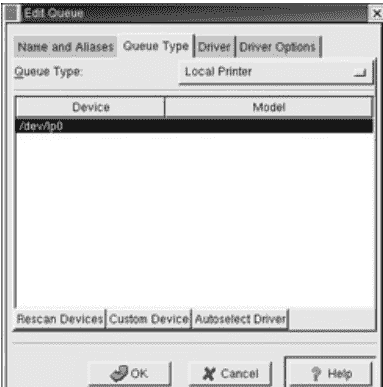 Edit Queue
Name and Aliases Queue Type Driver Driver Options
Queue Type: Local Printer
Device Model
/dev/lp0
Rescan Devices Custom Device Autoselect Driver
OK Cancel Help